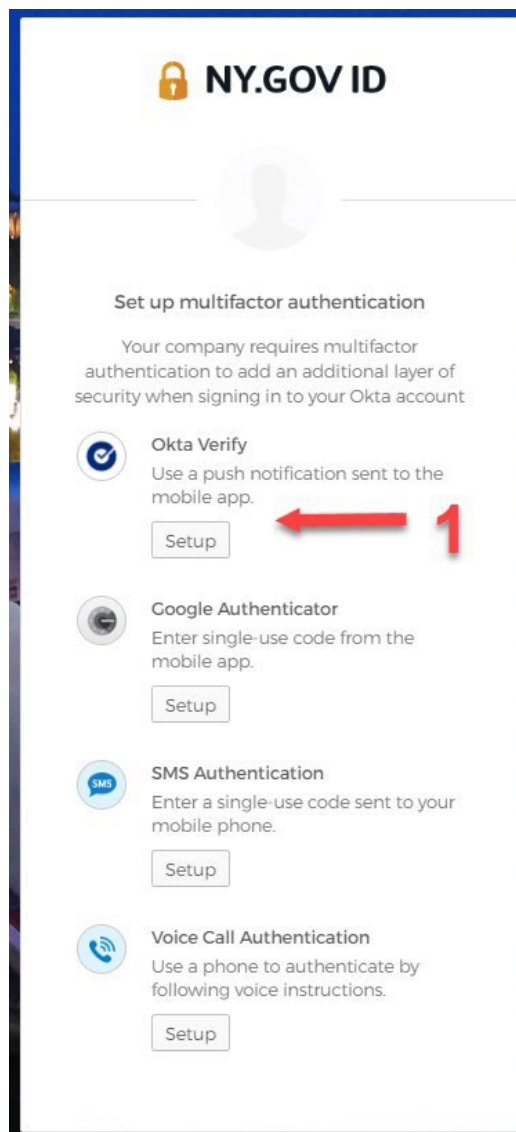 NY.GOV ID
Set up multifactor authentication
Your company requires multifactor
authentication to add an additional layer of
security when signing in to your Okta account
Okta Verify
Use a push notification sent to the
mobile app.
Setup
1
Google Authenticator
Enter single-use code from the
mobile app.
Setup
SMS
SMS Authentication
Enter a single-use code sent to your
mobile phone.
Setup
Voice Call Authentication
Use a phone to authenticate by
following voice instructions.
Setup